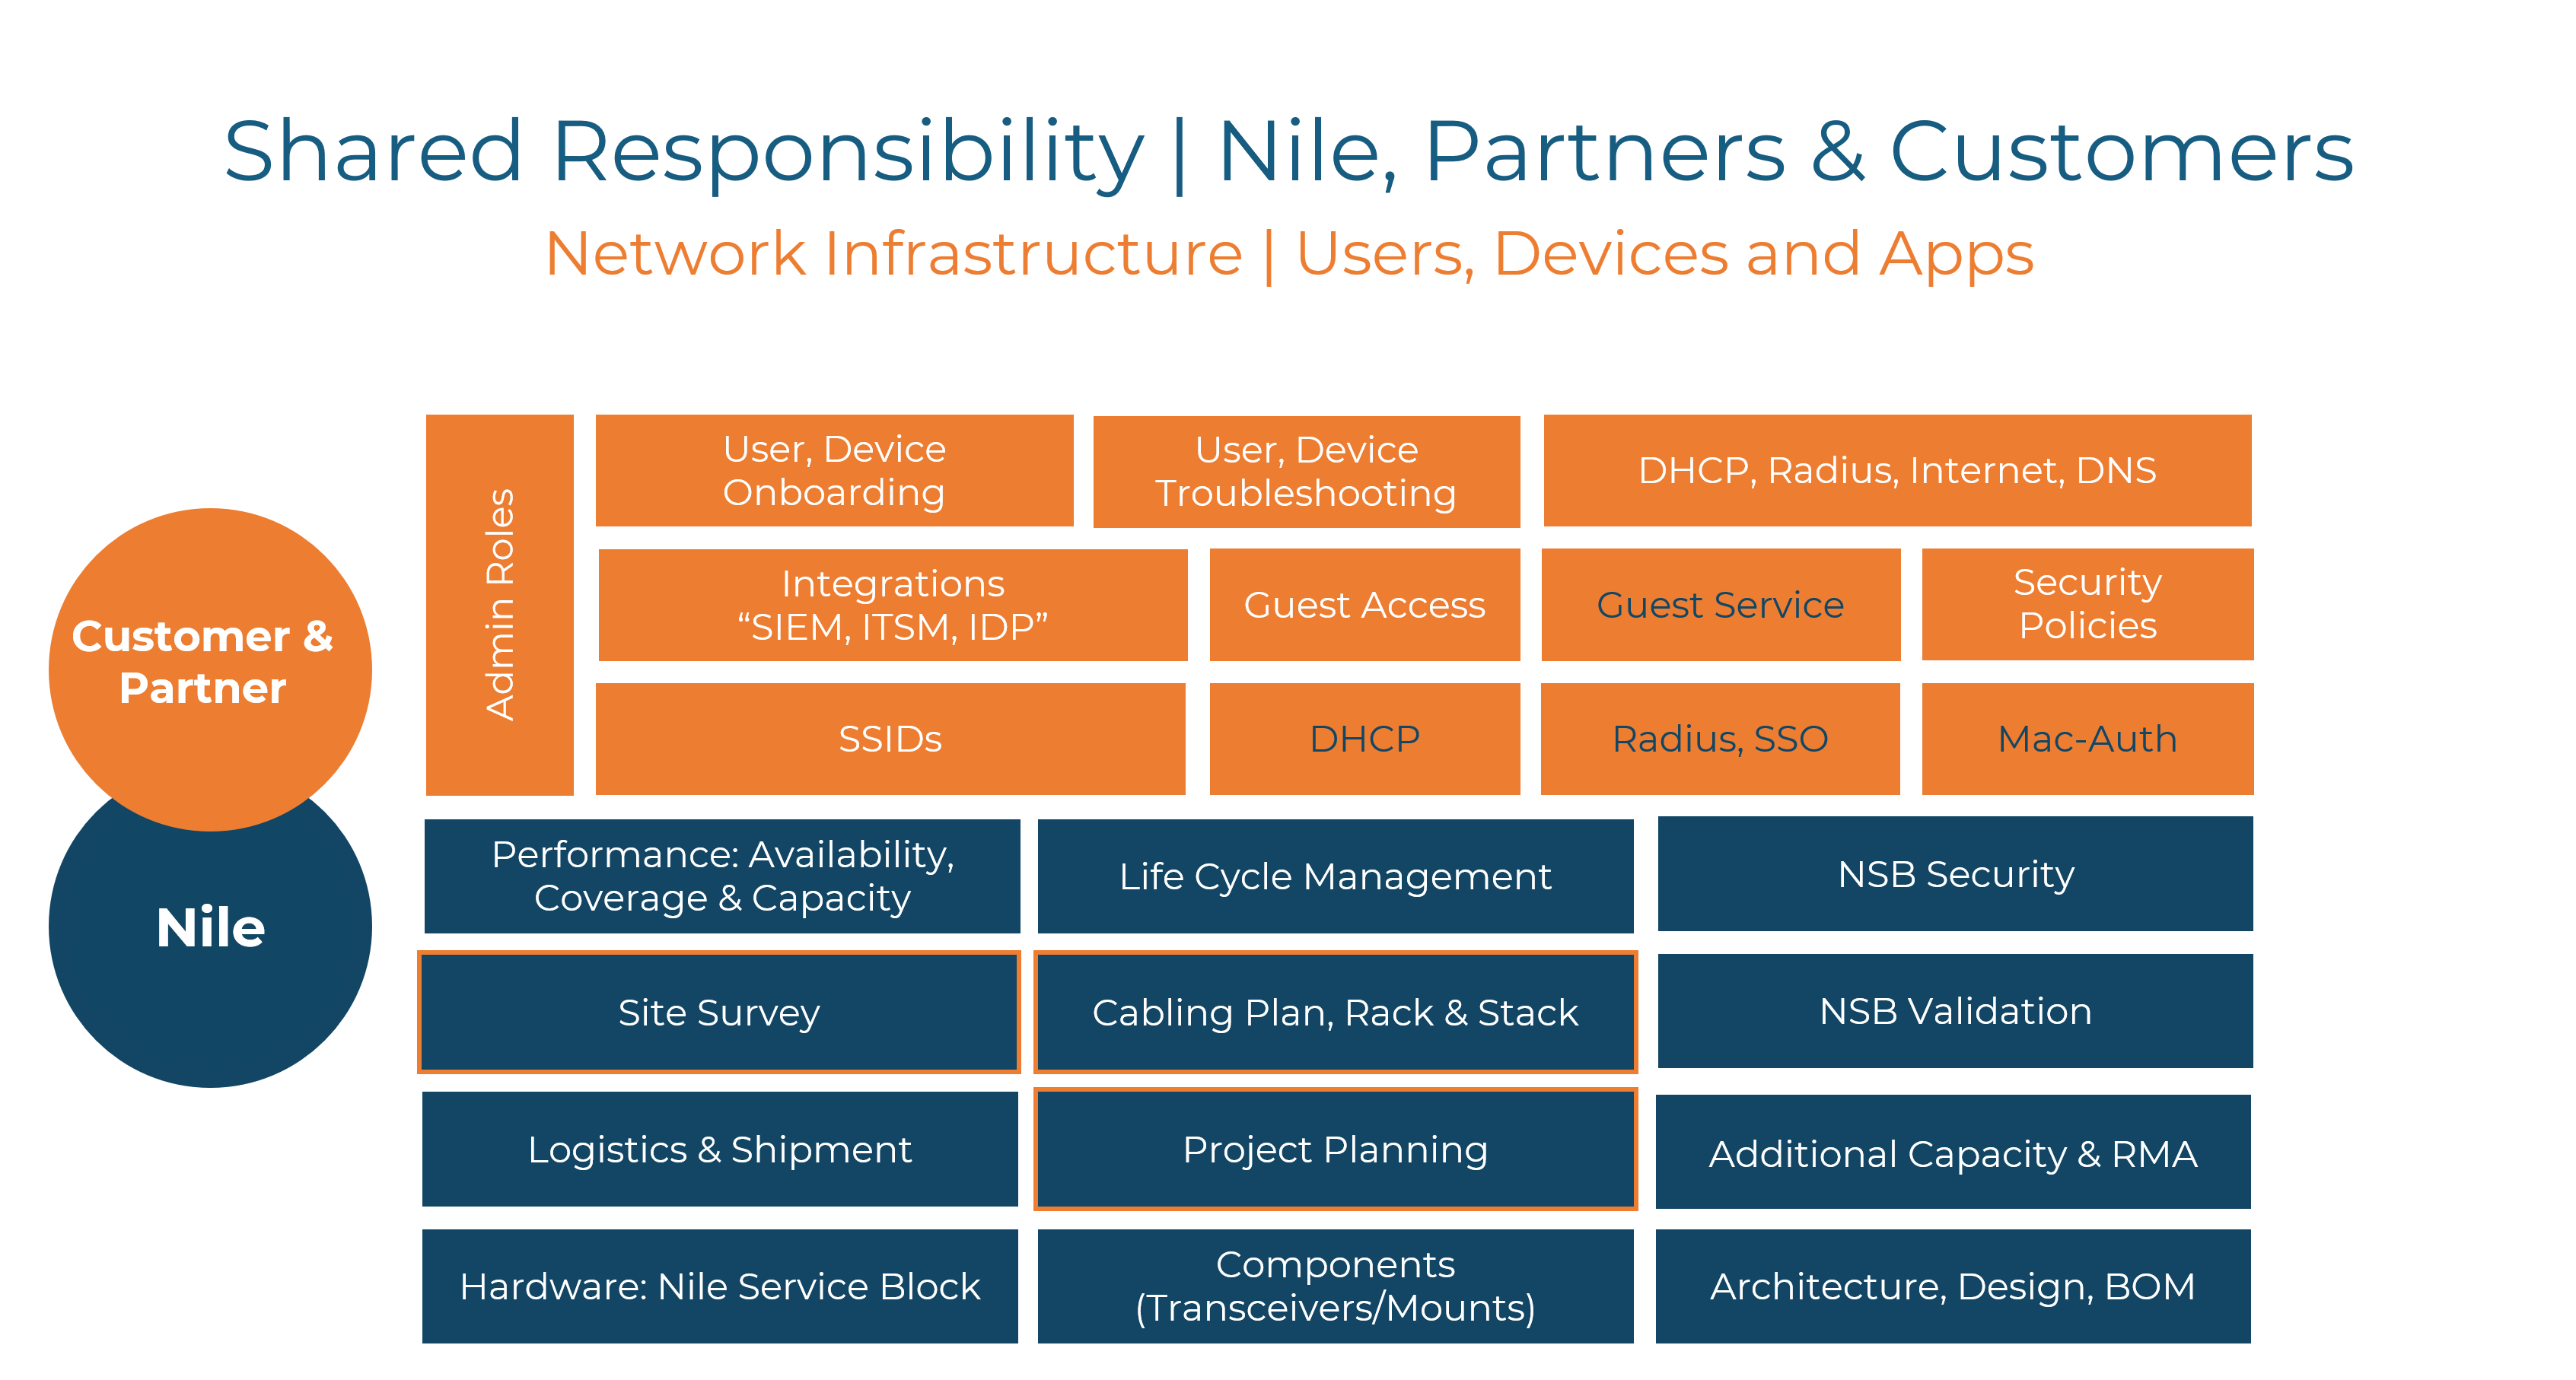 Shared Responsibility | Nile, Partners & Customers
Network Infrastructure | Users, Devices and Apps
Customer &
Partner
Nile
Admin Roles
User, Device
Onboarding
User, Device
Troubleshooting
DHCP, Radius, Internet, DNS
Integrations
“SIEM, ITSM, IDP”
Guest Access
Guest Service
Security
Policies
SSIDs
DHCP
Radius, SSO
Mac-Auth
Performance: Availability,
Coverage & Capacity
Life Cycle Management
NSB Security
Site Survey
Cabling Plan, Rack & Stack
NSB Validation
Logistics & Shipment
Project Planning
Additional Capacity & RMA
Hardware: Nile Service Block
Components
(Transceivers/Mounts)
Architecture, Design, BOM